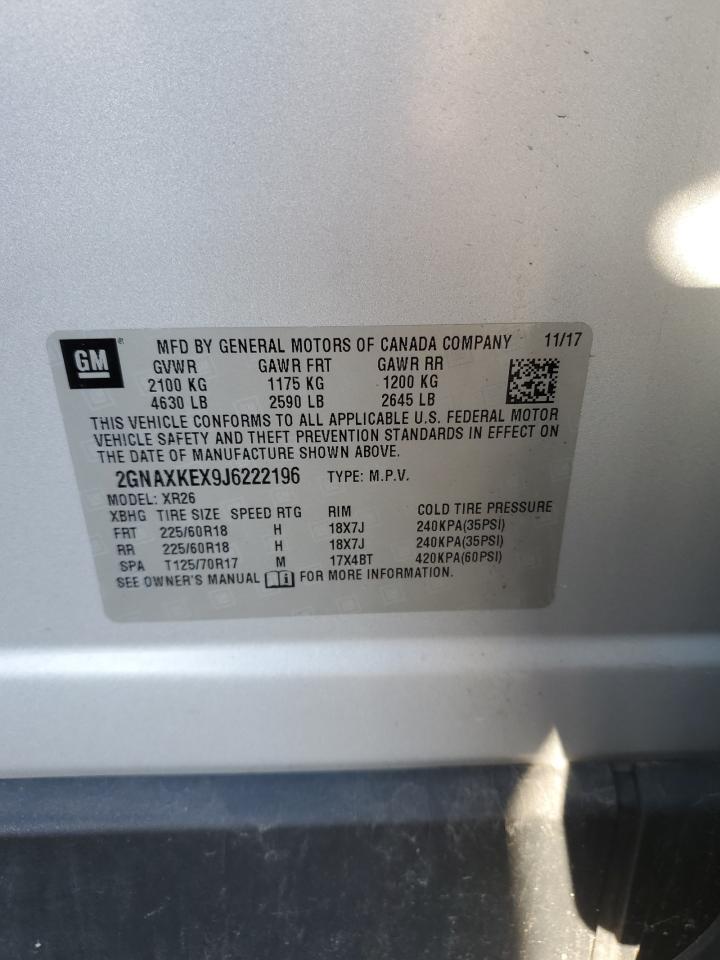 GM ® MFD BY GENERAL MOTORS OF CANADA COMPANY 11/17
GVWR GAWR FRT GAWR RR
2100 KG 1175 KG 1200 KG
4630 LB 2590 LB 2645 LB
THIS VEHICLE CONFORMS TO ALL APPLICABLE U.S. FEDERAL MOTOR
VEHICLE SAFETY AND THEFT PREVENTION STANDARDS IN EFFECT ON
THE DATE OF MANUFACTURE SHOWN ABOVE.
2GNAXKEX9J6222196 TYPE: M.P.V.
MODEL: XR26
XBHG TIRE SIZE SPEED RTG RIM COLD TIRE PRESSURE
FRT 225/60R18 H 18X7J 240KPA(35PSI)
RR 225/60R18 H 18X7J 240KPA(35PSI)
SPA T125/70R17 M 17X4BT 420KPA(60PSI)
SEE OWNER'S MANUAL FOR MORE INFORMATION.